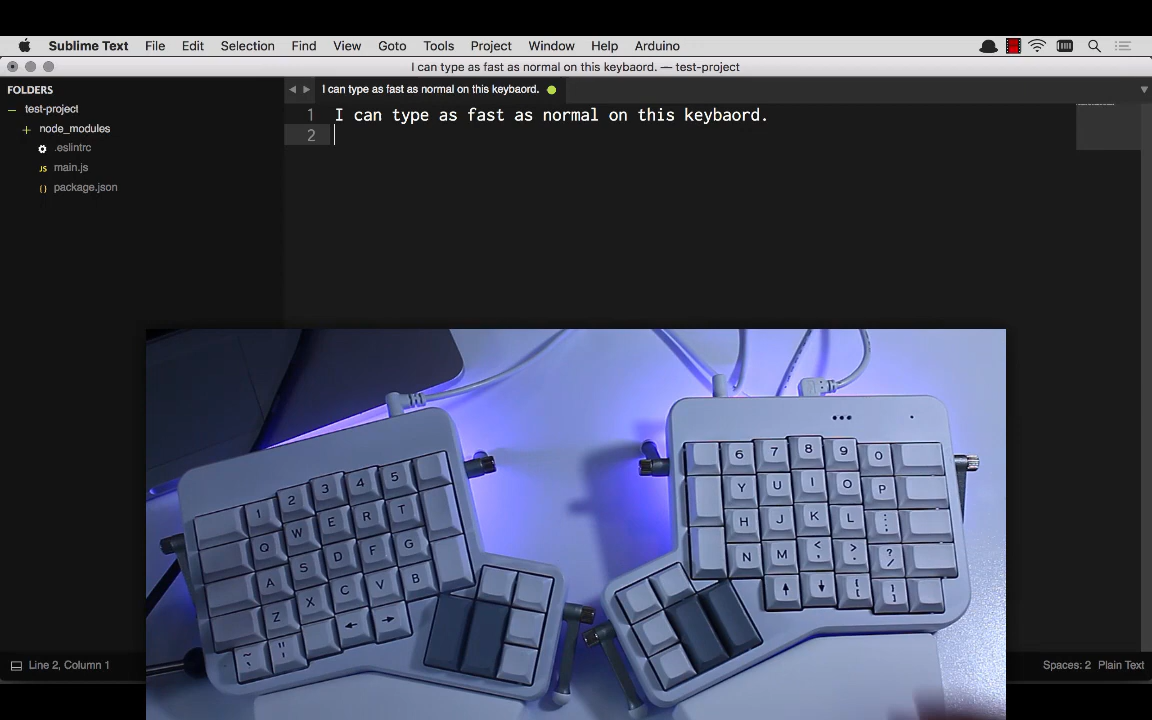 Sublime Text File Edit Selection Find View Goto Tools Project Window Help Arduino
I can type as fast as normal on this keybaord. — test-project
FOLDERS
test-project
node_modules
.eslintrc
JS main.js
{ } package.json
I can type as fast as normal on this keybaord.
1 I can type as fast as normal on this keybaord.
2
1 2 3 4 5
Q W E R T
A S D F G
Z X C V B
~ ` " ' ← →
6 7 8 9 0
Y U I O P
H J K L : ;
N M < , > . ? /
↑ ↓ { [ } ]
Line 2, Column 1
Spaces: 2 Plain Text